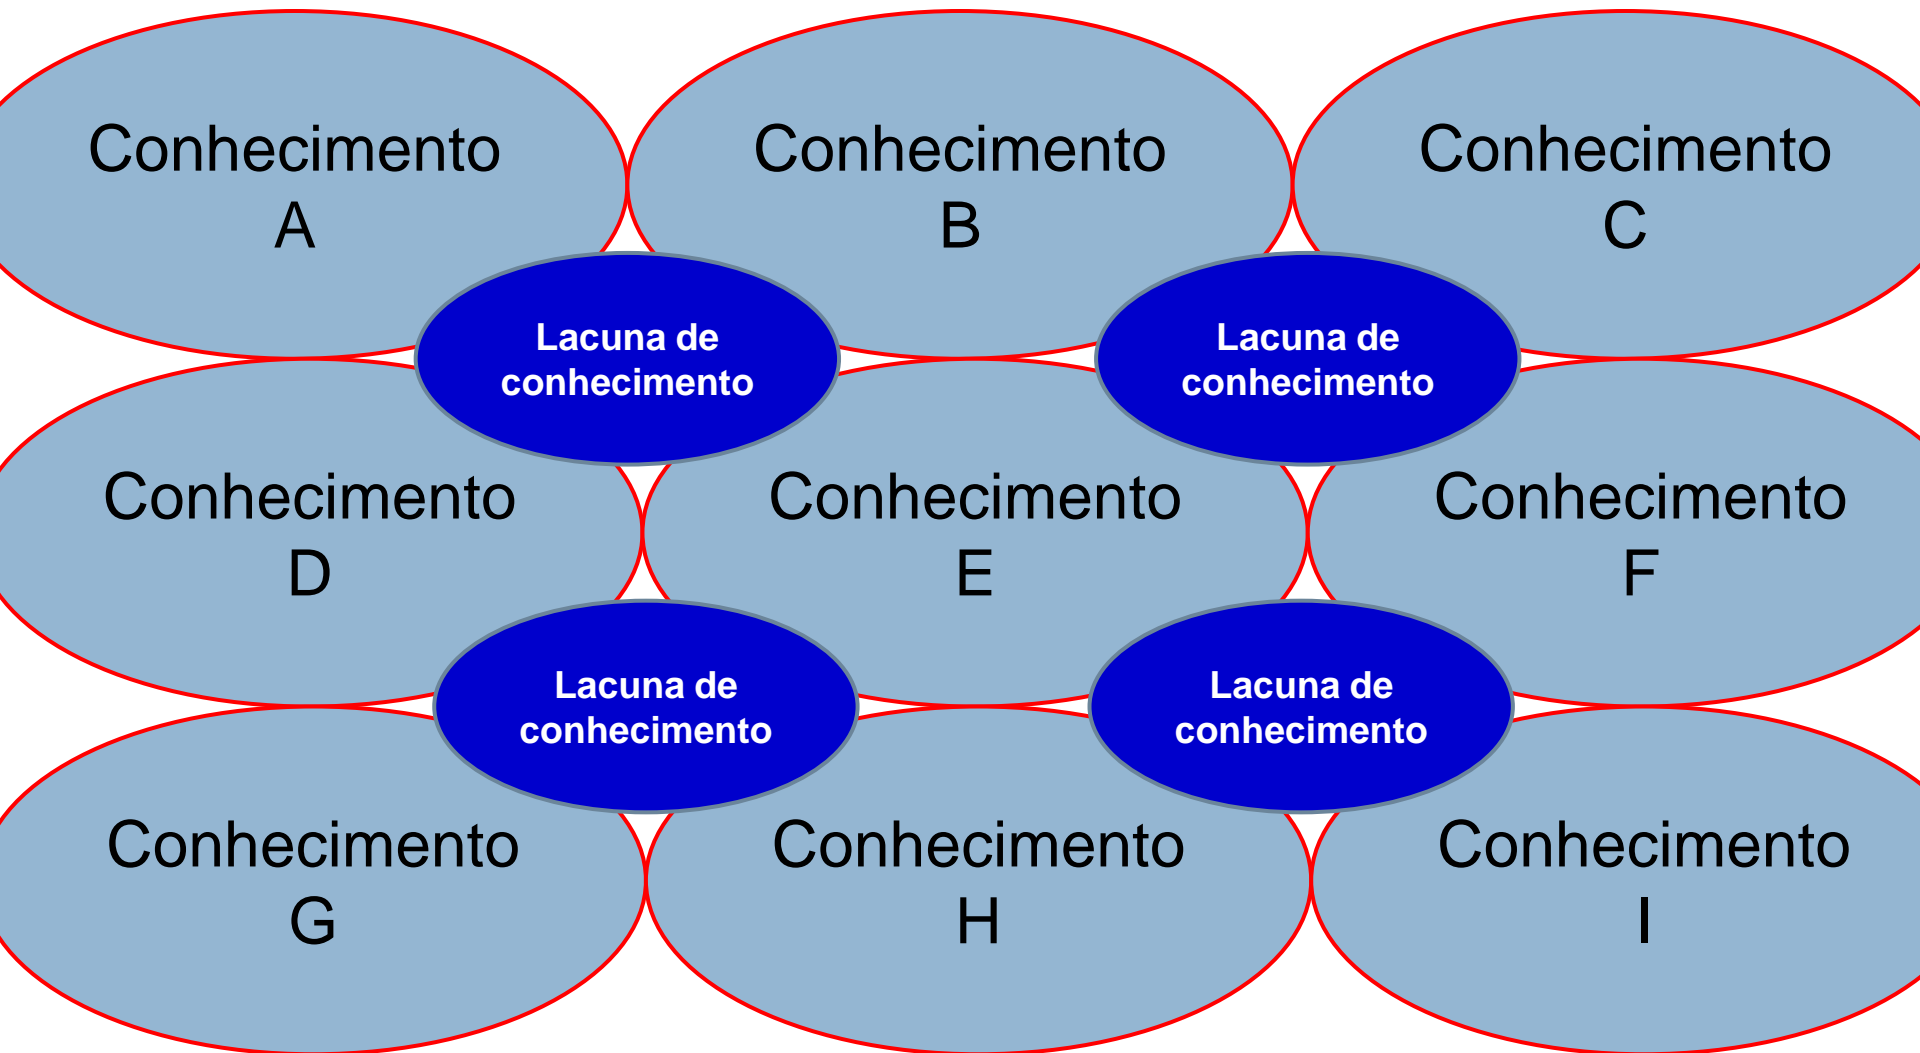 Conhecimento
A
Conhecimento
B
Conhecimento
C
Lacuna de
conhecimento
Lacuna de
conhecimento
Conhecimento
D
Conhecimento
E
Conhecimento
F
Lacuna de
conhecimento
Lacuna de
conhecimento
Conhecimento
G
Conhecimento
H
Conhecimento
I